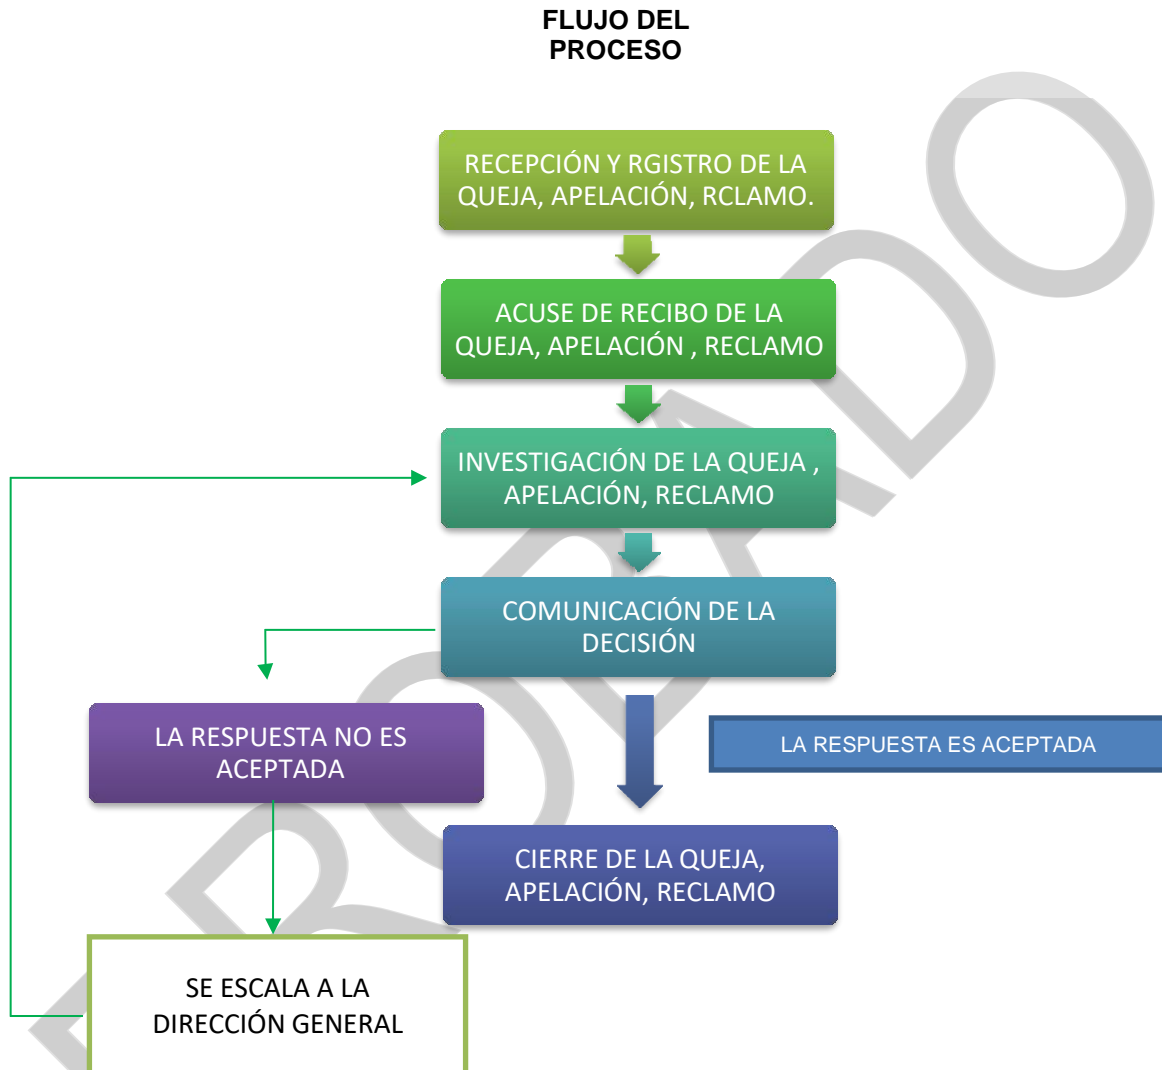 FLUJO DEL
PROCESO
RECEPCIÓN Y RGISTRO DE LA
QUEJA, APELACIÓN, RCLAMO.
ACUSE DE RECIBO DE LA
QUEJA, APELACIÓN , RECLAMO
INVESTIGACIÓN DE LA QUEJA ,
APELACIÓN, RECLAMO
COMUNICACIÓN DE LA
DECISIÓN
LA RESPUESTA NO ES
ACEPTADA
LA RESPUESTA ES ACEPTADA
CIERRE DE LA QUEJA,
APELACIÓN, RECLAMO
SE ESCALA A LA
DIRECCIÓN GENERAL
ROBADO